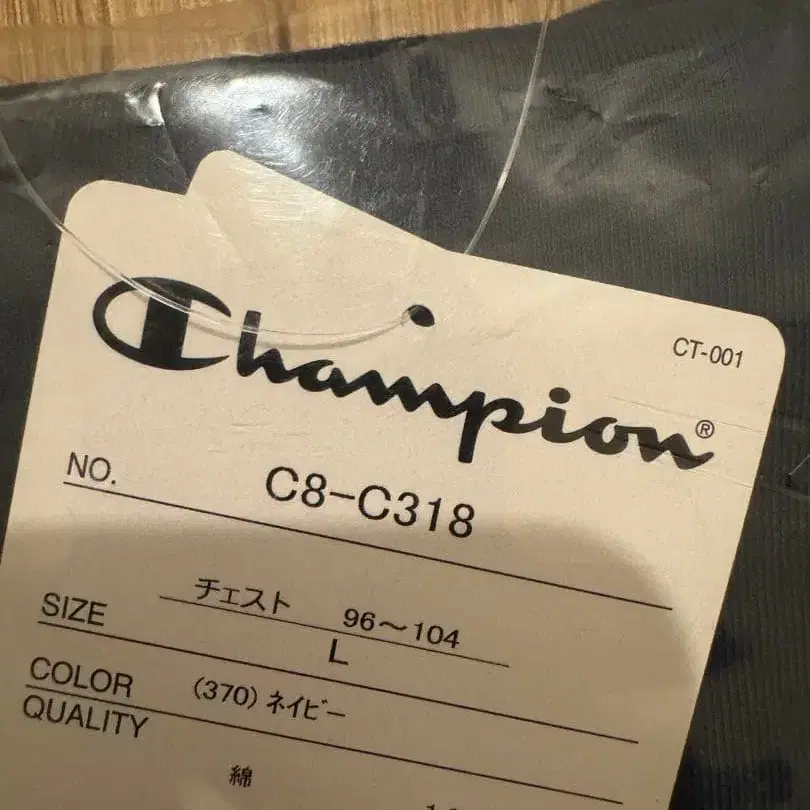 CT-001
Champion®
NO. C8-C318
チェスト 96～104
SIZE L
COLOR (370) ネイビー
QUALITY
綿